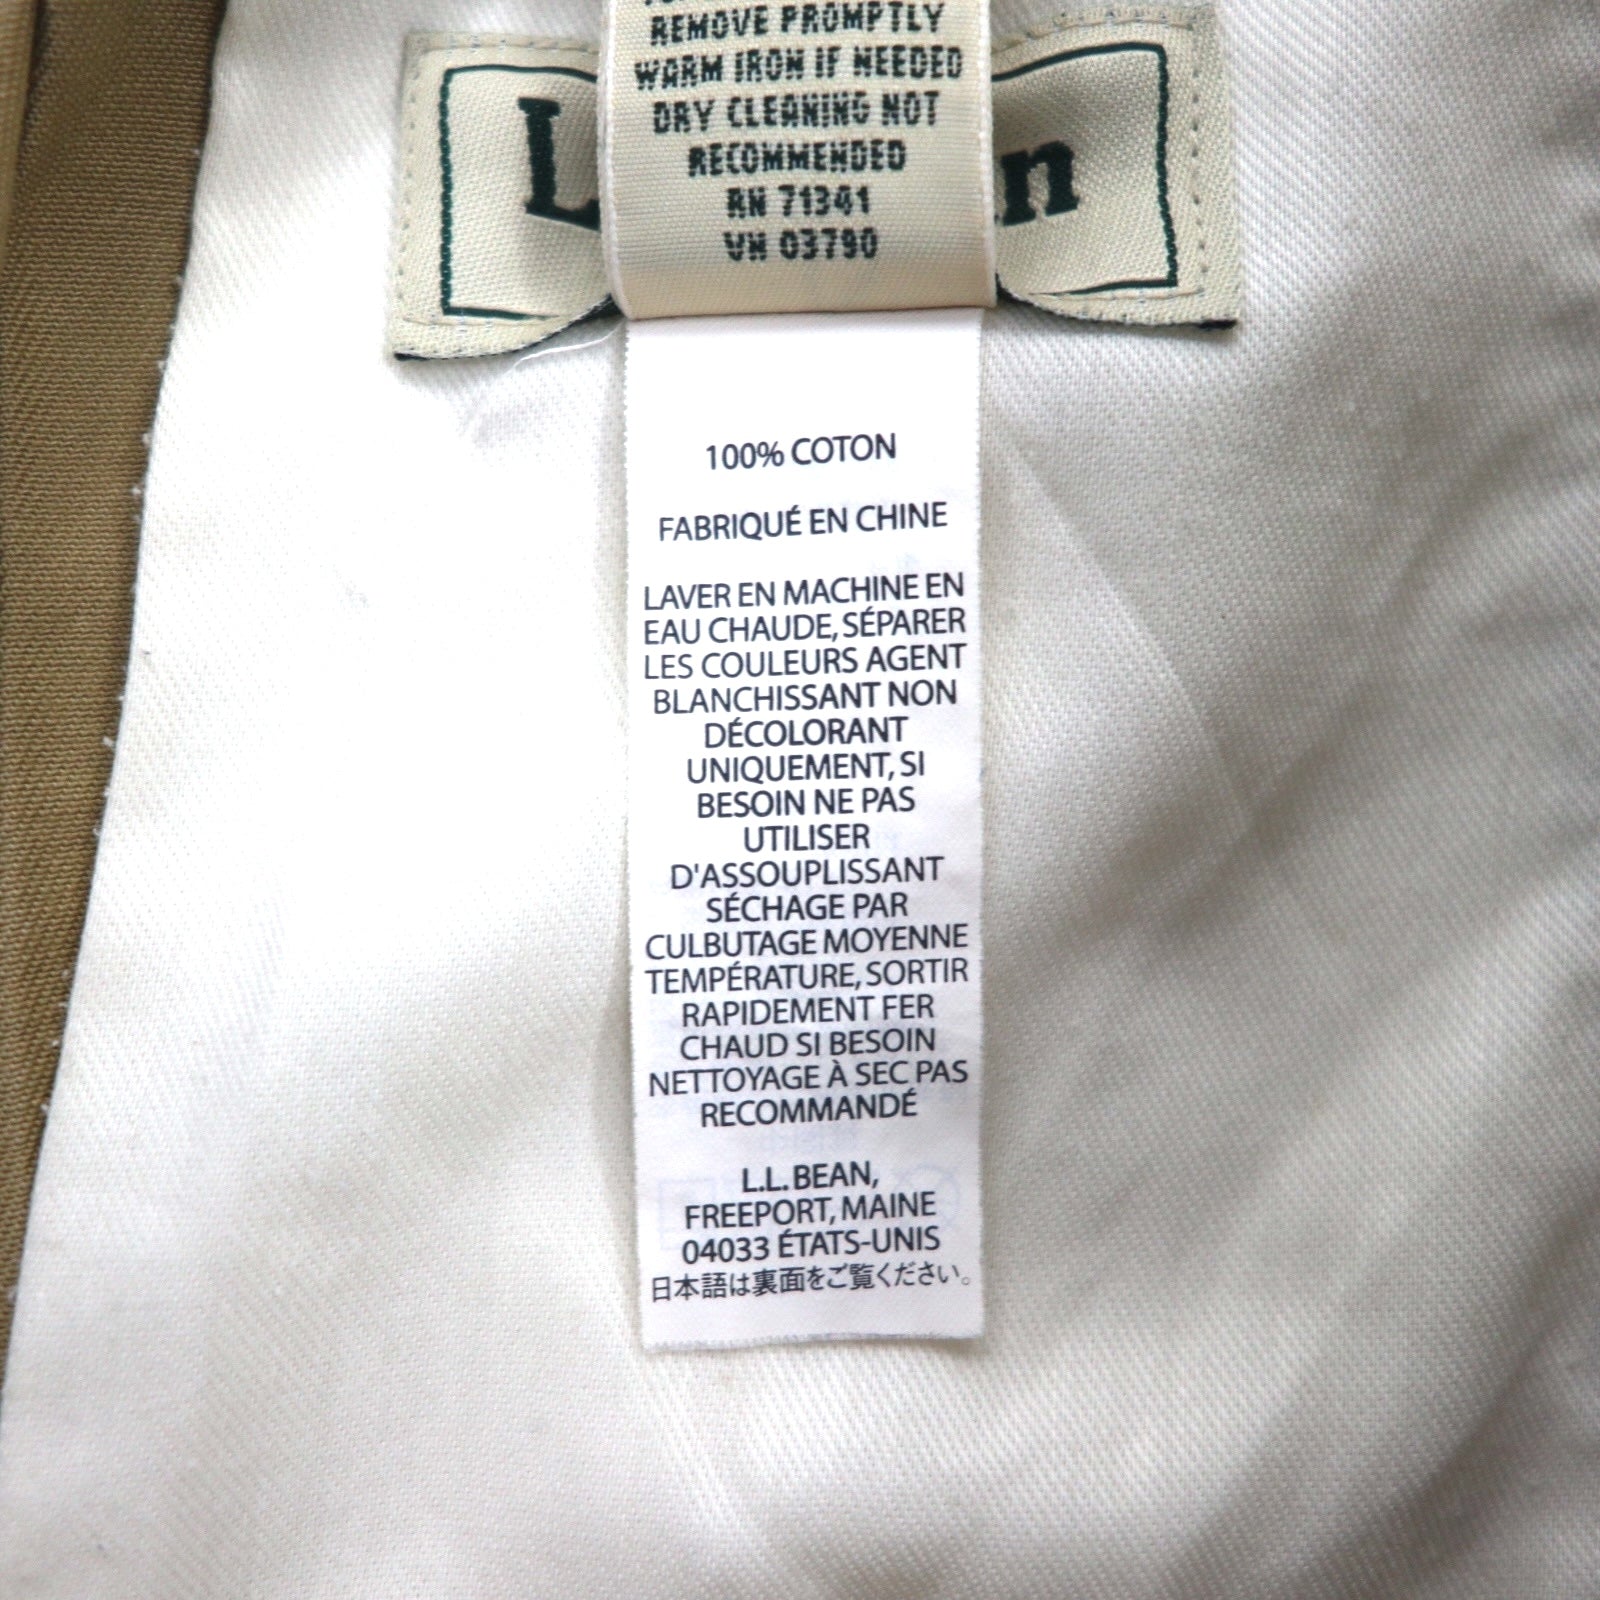 REMOVE PROMPTLY
WARM IRON IF NEEDED
DRY CLEANING NOT
RECOMMENDED
RN 71341
VN 03790
100% COTON
FABRIQUÉ EN CHINE
LAVER EN MACHINE EN
EAU CHAUDE, SÉPARER
LES COULEURS AGENT
BLANCHISSANT NON
DÉCOLORANT
UNIQUEMENT, SI
BESOIN NE PAS
UTILISER
D'ASSOUPLISSANT
SÉCHAGE PAR
CULBUTAGE MOYENNE
TEMPÉRATURE, SORTIR
RAPIDEMENT FER
CHAUD SI BESOIN
NETTOYAGE À SEC PAS
RECOMMANDÉ
L.L. BEAN,
FREEPORT, MAINE
04033 ÉTATS-UNIS
日本語は裏面をご覧ください。